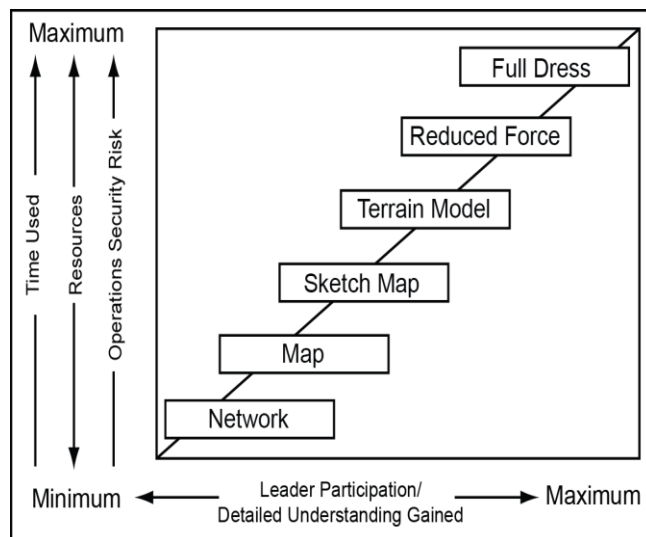 Maximum
Time Used
Resources
Operations Security Risk
Full Dress
Reduced Force
Terrain Model
Sketch Map
Map
Network
Minimum
Leader Participation/
Detailed Understanding Gained
Maximum